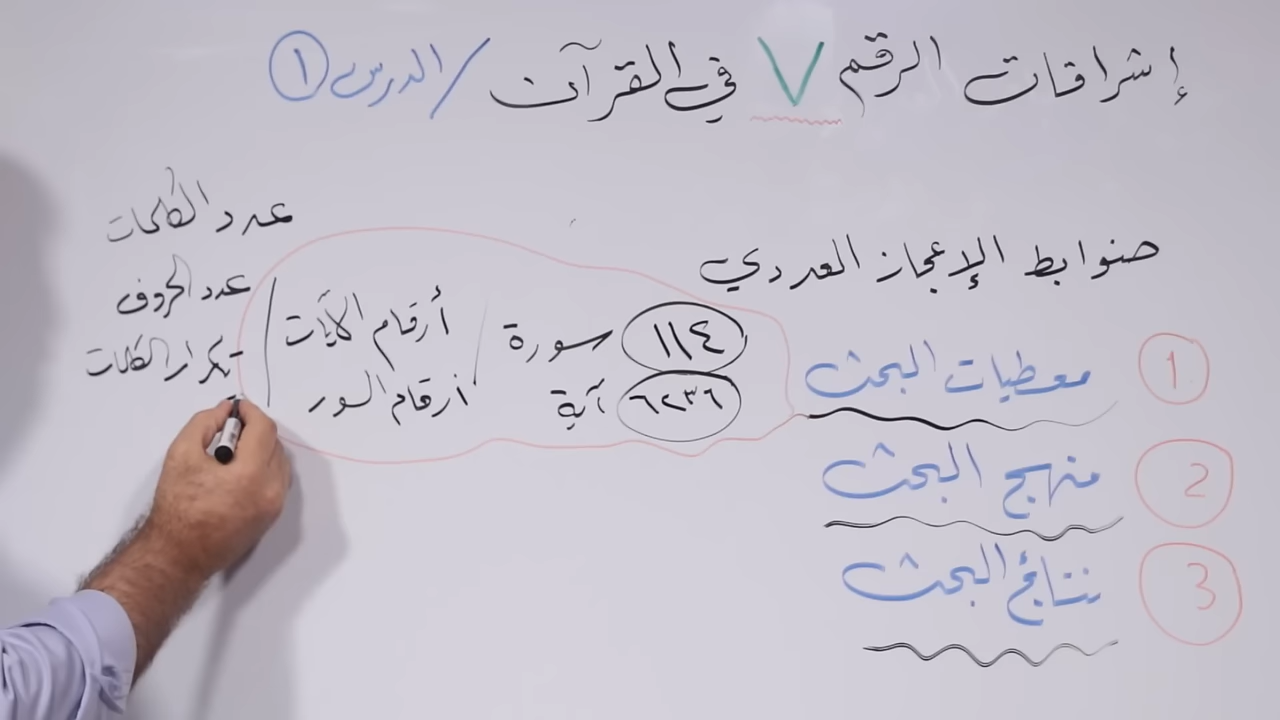 إشراقات الرقم ٧ في القرآن / الدرس ١
ضوابط الإعجاز العددي
1 معطيات البحث
2 منهج البحث
3 نتائج البحث
١١٤ سورة
٦٢٣٦ آية
أرقام الآيات
أرقام السور
عدد الكلمات
عدد الحروف
تكرار الكلمات